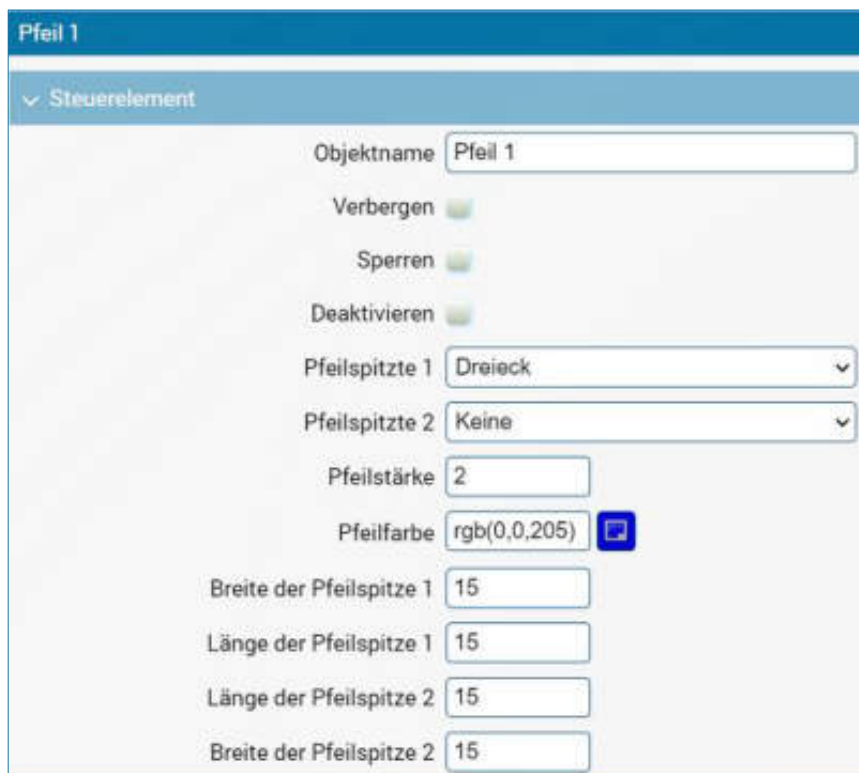 Pfeil 1
Steuerelement
Objektname Pfeil 1
Verbergen
Sperren
Deaktivieren
Pfeilspitzte 1 Dreieck
Pfeilspitzte 2 Keine
Pfeilstärke 2
Pfeilfarbe rgb(0,0,205)
Breite der Pfeilspitze 1 15
Länge der Pfeilspitze 1 15
Länge der Pfeilspitze 2 15
Breite der Pfeilspitze 2 15